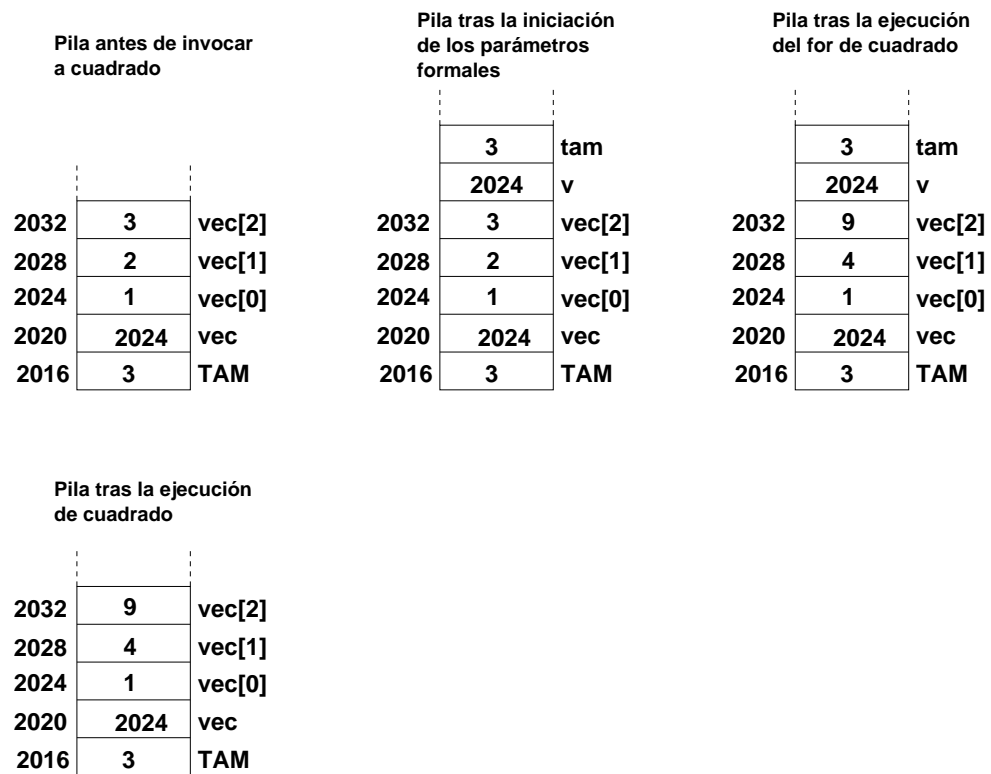 Pila antes de invocar
a cuadrado
2032 3 vec[2]
2028 2 vec[1]
2024 1 vec[0]
2020 2024 vec
2016 3 TAM
Pila tras la iniciación
de los parámetros
formales
3 tam
2024 v
2032 3 vec[2]
2028 2 vec[1]
2024 1 vec[0]
2020 2024 vec
2016 3 TAM
Pila tras la ejecución
del for de cuadrado
3 tam
2024 v
2032 9 vec[2]
2028 4 vec[1]
2024 1 vec[0]
2020 2024 vec
2016 3 TAM
Pila tras la ejecución
de cuadrado
2032 9 vec[2]
2028 4 vec[1]
2024 1 vec[0]
2020 2024 vec
2016 3 TAM